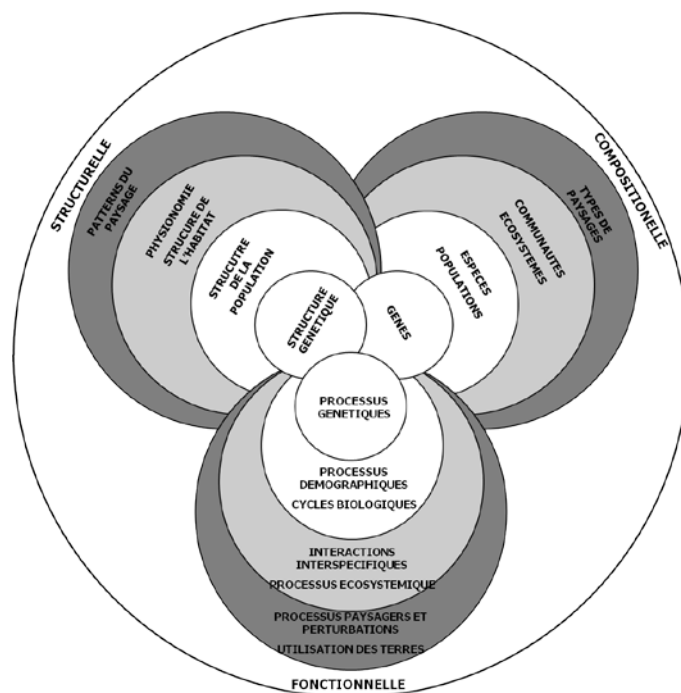 STRUCTURELLE
PATTERNS DU
PAYSAGE
PHYSIONOMIE
STRUCURE DE
L'HABITAT
STRUCUTRE
DE LA
POPULATION
STRUCTURE
GENETIQUE
COMPOSITIONELLE
TYPES DE
PAYSAGES
COMMUNAUTES
ECOSYSTEMES
ESPECES
POPULATIONS
GENES
PROCESSUS
GENETIQUES
PROCESSUS
DEMOGRAPHIQUES
CYCLES BIOLOGIQUES
INTERACTIONS
INTERSPECIFIQUES
PROCESSUS ECOSYSTEMIQUE
PROCESSUS PAYSAGERS ET
PERTURBATIONS
UTILISATION DES TERRES
FONCTIONNELLE